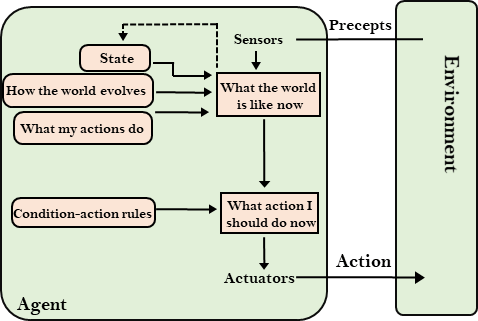 Sensors
Precepts
State
How the world evolves
What the world
is like now
What my actions do
Environment
Condition-action rules
What action I
should do now
Action
Actuators
Agent